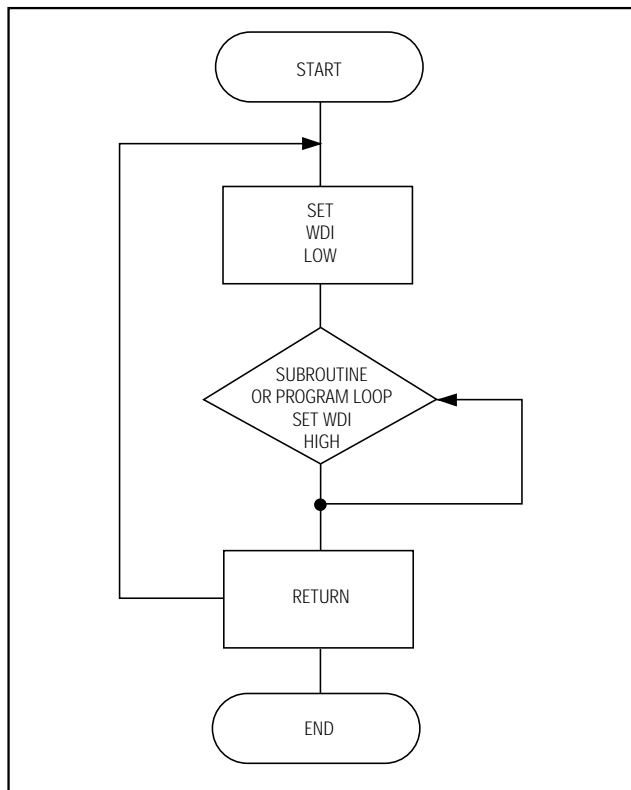 START
SET
WDI
LOW
SUBROUTINE
OR PROGRAM LOOP
SET WDI
HIGH
RETURN
END